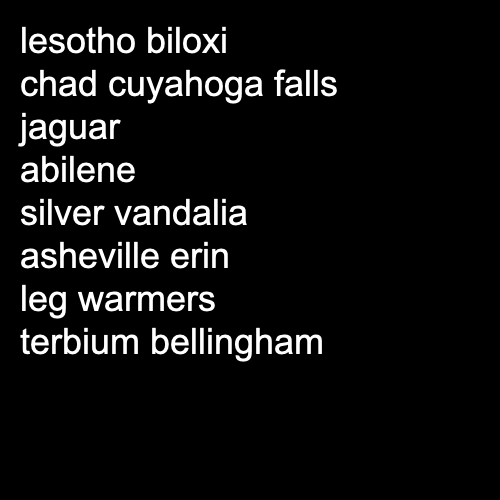 lesotho biloxi
chad cuyahoga falls
jaguar
abilene
silver vandalia
asheville erin
leg warmers
terbium bellingham